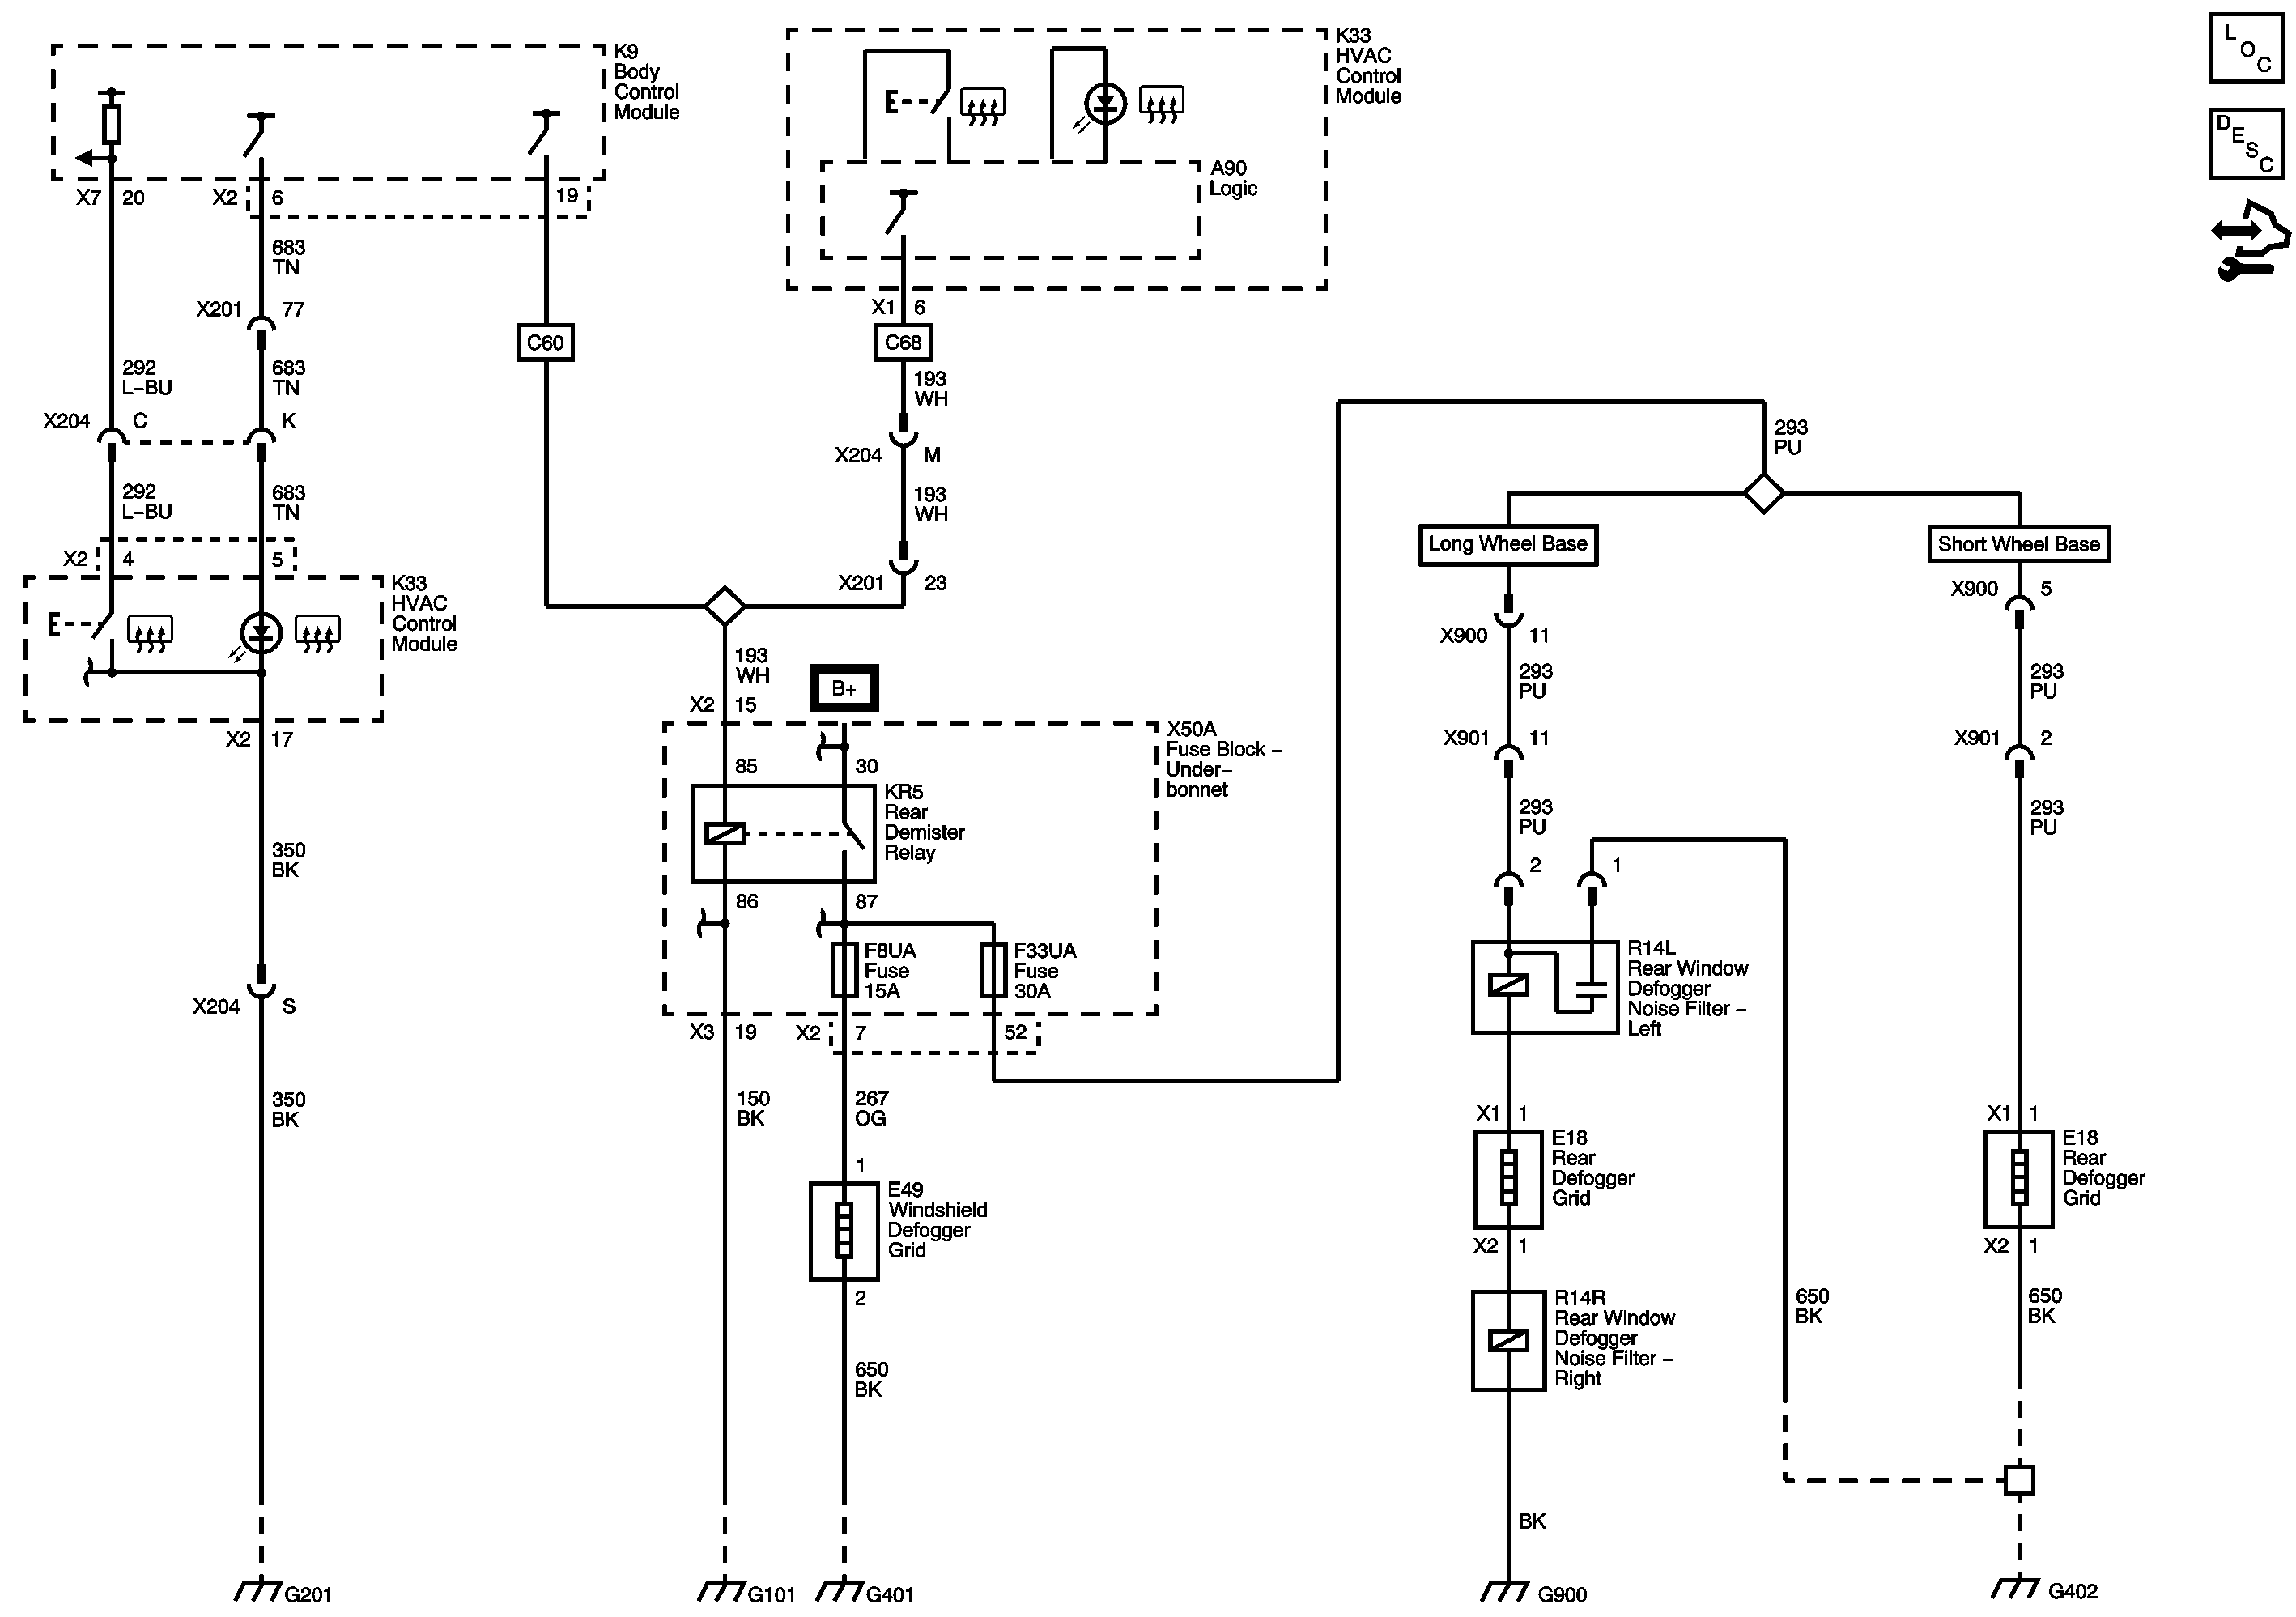 K9
Body
Control
Module
X7 20
X2 6
19
683
TN
X201 77
292
L-BU
683
TN
X204 C
K
292
L-BU
683
TN
X2 4
5
K33
HVAC
Control
Module
E
X2 17
350
BK
X204 S
350
BK
G201
C60
K33
HVAC
Control
Module
E
A90
Logic
X1 6
C68
193
WH
X204 M
193
WH
X201 23
193
WH
X2 15
B+
X50A
Fuse Block -
Under-
bonnet
85
30
KR5
Rear
Demister
Relay
86
87
F8UA
Fuse
15A
F33UA
Fuse
30A
X3 19
X2 7
52
150
BK
267
OG
1
E49
Windshield
Defogger
Grid
2
650
BK
G101
G401
293
PU
Long Wheel Base
Short Wheel Base
X900 11
293
PU
X901 11
293
PU
2
1
R14L
Rear Window
Defogger
Noise Filter -
Left
X1 1
E18
Rear
Defogger
Grid
X2 1
R14R
Rear Window
Defogger
Noise Filter -
Right
BK
G900
650
BK
X900 5
293
PU
X901 2
293
PU
X1 1
E18
Rear
Defogger
Grid
X2 1
650
BK
G402
LOC
DESC